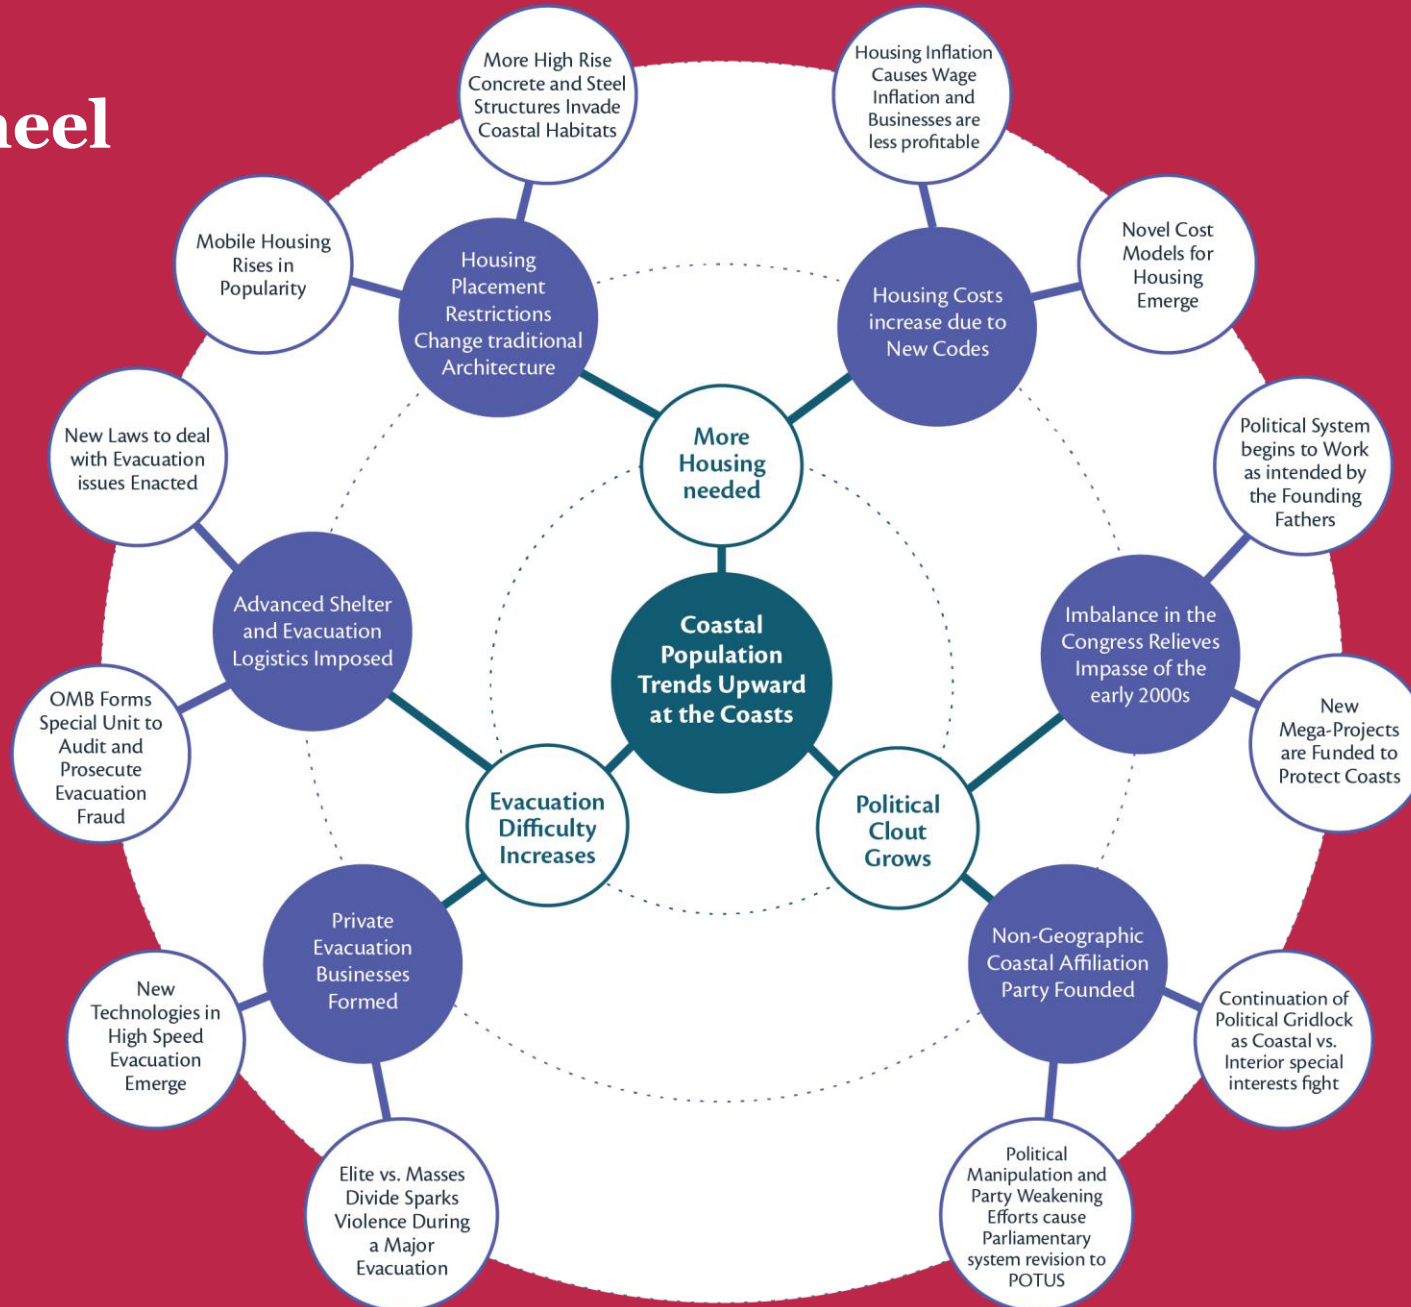 heel
More High Rise
Concrete and Steel
Structures Invade
Coastal Habitats
Housing Inflation
Causes Wage
Inflation and
Businesses are
less profitable
Mobile Housing
Rises in
Popularity
Housing
Placement
Restrictions
Change traditional
Architecture
Housing Costs
increase due to
New Codes
Novel Cost
Models for
Housing
Emerge
New Laws to deal
with Evacuation
issues Enacted
More
Housing
needed
Political System
begins to Work
as intended by
the Founding
Fathers
Advanced Shelter
and Evacuation
Logistics Imposed
Coastal
Population
Trends Upward
at the Coasts
Imbalance in the
Congress Relieves
Impasse of the
early 2000s
OMB Forms
Special Unit to
Audit and
Prosecute
Evacuation
Fraud
New
Mega-Projects
are Funded to
Protect Coasts
Evacuation
Difficulty
Increases
Political
Clout
Grows
Private
Evacuation
Businesses
Formed
Non-Geographic
Coastal Affiliation
Party Founded
New
Technologies in
High Speed
Evacuation
Emerge
Continuation of
Political Gridlock
as Coastal vs.
Interior special
interests fight
Elite vs. Masses
Divide Sparks
Violence During
a Major
Evacuation
Political
Manipulation and
Party Weakening
Efforts cause
Parliamentary
system revision to
POTUS